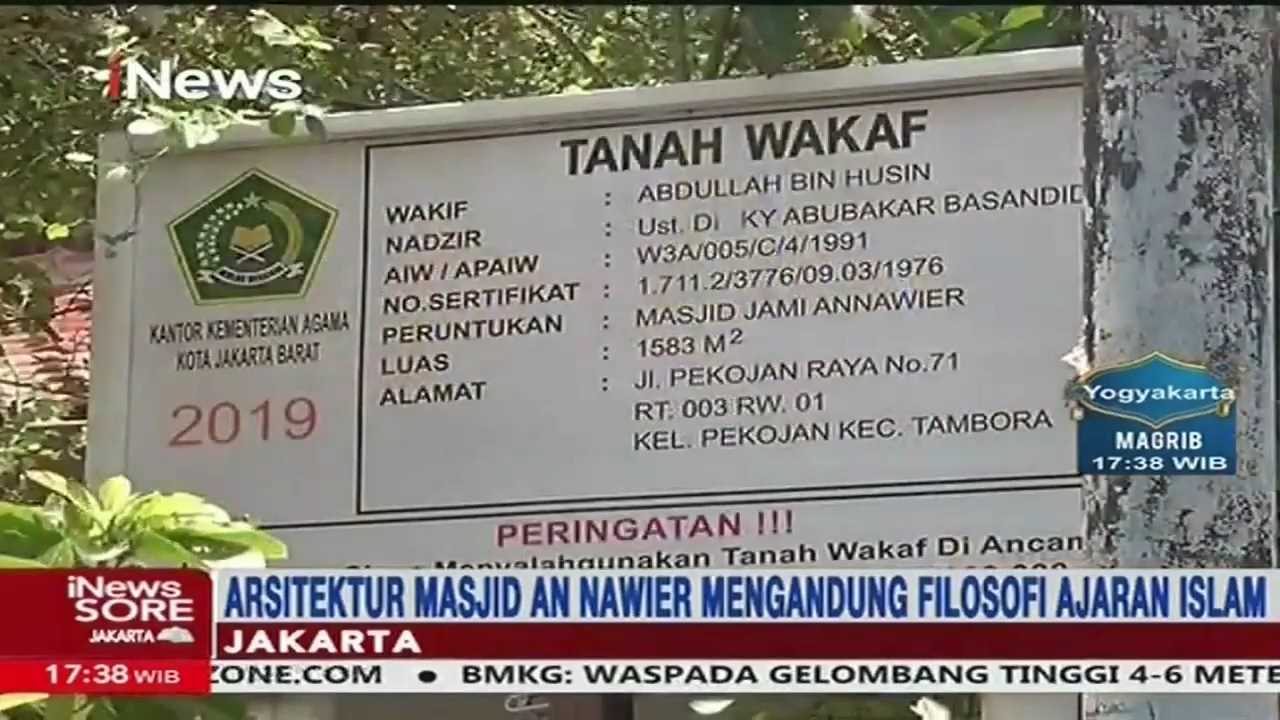 iNews
TANAH WAKAF
WAKIF : ABDULLAH BIN HUSIN
NADZIR : Ust. Di KY ABUBAKAR BASANDID
AIW / APAIW : W3A/005/C/4/1991
NO.SERTIFIKAT : 1.711.2/3776/09.03/1976
PERUNTUKAN : MASJID JAMI ANNAWIER
LUAS : 1583 M²
ALAMAT : Jl. PEKOJAN RAYA No.71
RT. 003 RW. 01
KEL. PEKOJAN KEC. TAMBORA
KANTOR KEMENTERIAN AGAMA
KOTA JAKARTA BARAT
2019
PERINGATAN !!!
Menyalahgunakan Tanah Wakaf Di Ancam
Yogyakarta
MAGRIB
17:38 WIB
iNews
SORE
JAKARTA
ARSITEKTUR MASJID AN NAWIER MENGANDUNG FILOSOFI AJARAN ISLAM
JAKARTA
17:38 WIB
ZONE.COM ● BMKG: WASPADA GELOMBANG TINGGI 4-6 METE